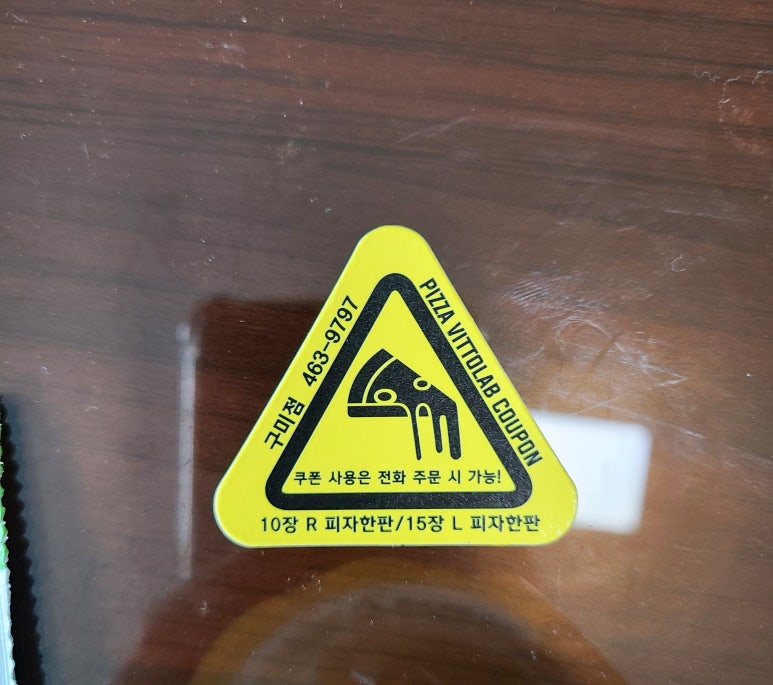 구미점 463-9797
PIZZA VITTOLAB COUPON
쿠폰 사용은 전화 주문 시 가능!
10장 R 피자한판/15장 L 피자한판